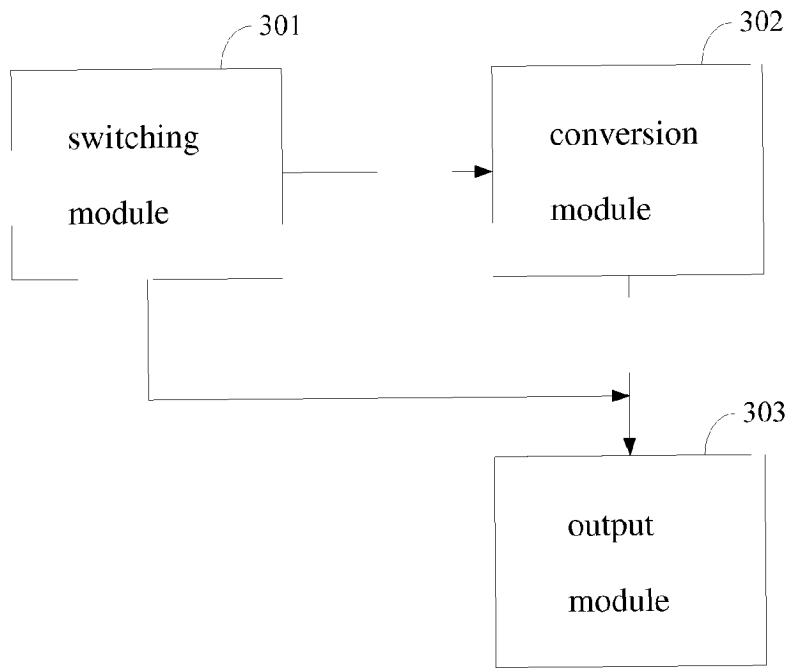 301
switching
module
302
conversion
module
303
output
module